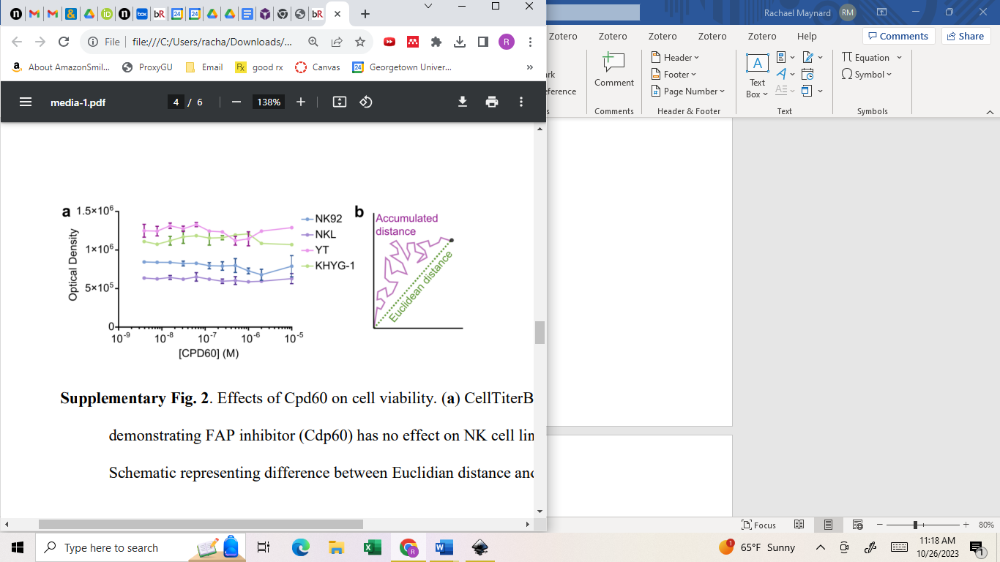 Rachael Maynard RM
File file:///C:/Users/racha/Downloads/...
About AmazonSmil... ProxyGU Email good rx Canvas Georgetown Univer...
media-1.pdf 4 / 6 138%
Zotero Zotero Zotero Zotero Zotero Help Comments Share
Comment
Header
Footer
Page Number
Text
Box
Equation
Symbol
Comments Header & Footer Text Symbols
a
1.5×10⁶
1×10⁶
5×10⁵
0
Optical Density
10⁻⁹ 10⁻⁸ 10⁻⁷ 10⁻⁶ 10⁻⁵
[CPD60] (M)
NK92
NKL
YT
KHYG-1
b
Accumulated
distance
Euclidean distance
Supplementary Fig. 2. Effects of Cpd60 on cell viability. (a) CellTiterB
demonstrating FAP inhibitor (Cdp60) has no effect on NK cell lin
Schematic representing difference between Euclidian distance and
Focus 80%
Type here to search
65°F Sunny
11:18 AM
10/26/2023